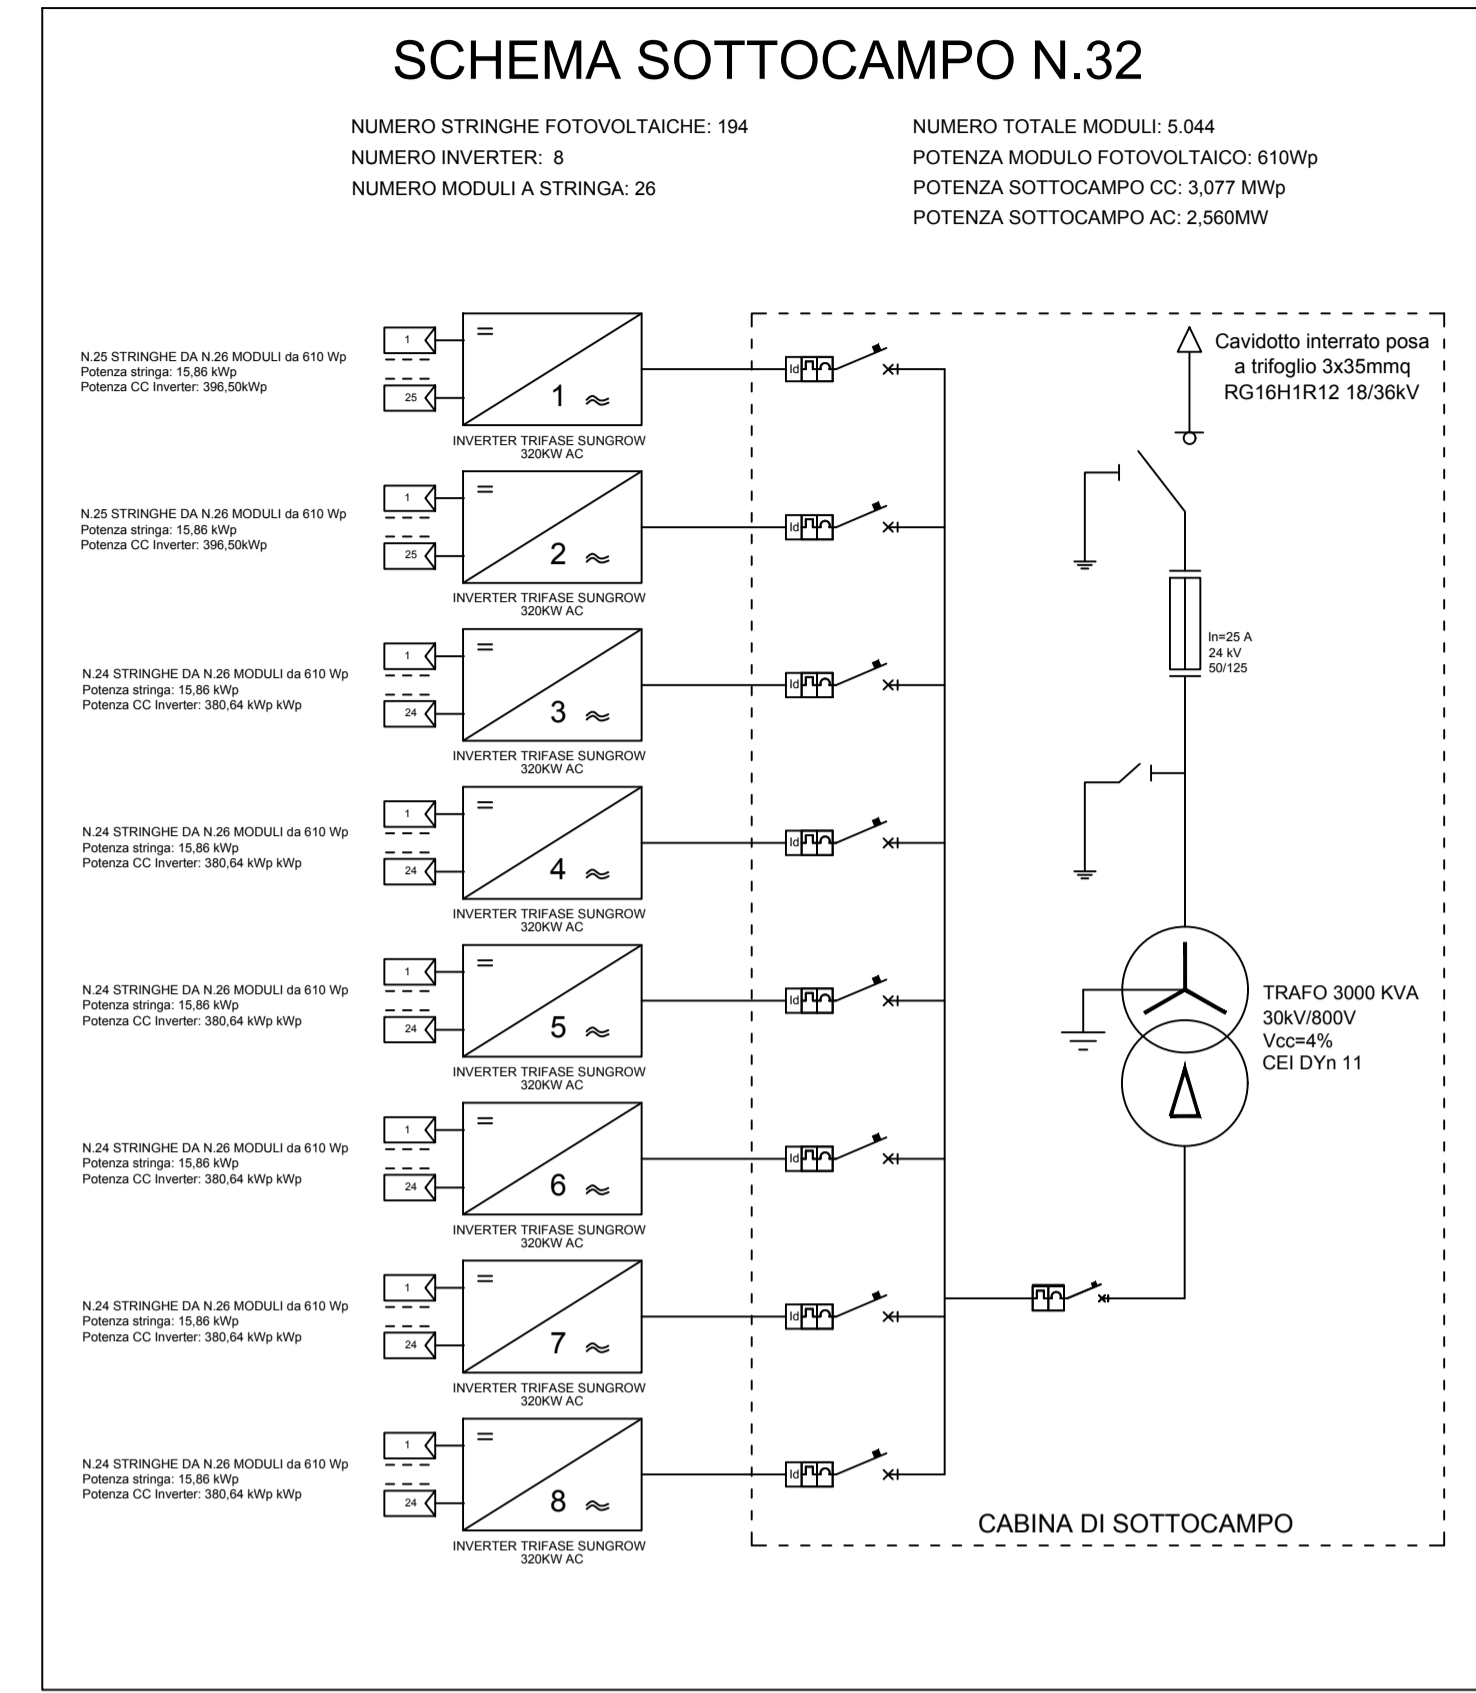 SCHEMA SOTTOCAMPO N.32
NUMERO STRINGHE FOTOVOLTAICHE: 194
NUMERO INVERTER: 8
NUMERO MODULI A STRINGA: 26
NUMERO TOTALE MODULI: 5.044
POTENZA MODULO FOTOVOLTAICO: 610Wp
POTENZA SOTTOCAMPO CC: 3,077 MWp
POTENZA SOTTOCAMPO AC: 2,560MW
N.25 STRINGHE DA N.26 MODULI da 610 Wp
Potenza stringa: 15,86 kWp
Potenza CC Inverter: 396,50kWp
1
25
1
INVERTER TRIFASE SUNGROW
320KW AC
Id
N.25 STRINGHE DA N.26 MODULI da 610 Wp
Potenza stringa: 15,86 kWp
Potenza CC Inverter: 396,50kWp
1
25
2
INVERTER TRIFASE SUNGROW
320KW AC
Id
N.24 STRINGHE DA N.26 MODULI da 610 Wp
Potenza stringa: 15,86 kWp
Potenza CC Inverter: 380,64 kWp kWp
1
24
3
INVERTER TRIFASE SUNGROW
320KW AC
Id
N.24 STRINGHE DA N.26 MODULI da 610 Wp
Potenza stringa: 15,86 kWp
Potenza CC Inverter: 380,64 kWp kWp
1
24
4
INVERTER TRIFASE SUNGROW
320KW AC
Id
N.24 STRINGHE DA N.26 MODULI da 610 Wp
Potenza stringa: 15,86 kWp
Potenza CC Inverter: 380,64 kWp kWp
1
24
5
INVERTER TRIFASE SUNGROW
320KW AC
Id
N.24 STRINGHE DA N.26 MODULI da 610 Wp
Potenza stringa: 15,86 kWp
Potenza CC Inverter: 380,64 kWp kWp
1
24
6
INVERTER TRIFASE SUNGROW
320KW AC
Id
N.24 STRINGHE DA N.26 MODULI da 610 Wp
Potenza stringa: 15,86 kWp
Potenza CC Inverter: 380,64 kWp kWp
1
24
7
INVERTER TRIFASE SUNGROW
320KW AC
Id
N.24 STRINGHE DA N.26 MODULI da 610 Wp
Potenza stringa: 15,86 kWp
Potenza CC Inverter: 380,64 kWp kWp
1
24
8
INVERTER TRIFASE SUNGROW
320KW AC
Id
Cavidotto interrato posa
a trifoglio 3x35mmq
RG16H1R12 18/36kV
In=25 A
24 kV
50/125
TRAFO 3000 KVA
30kV/800V
Vcc=4%
CEI DYn 11
CABINA DI SOTTOCAMPO